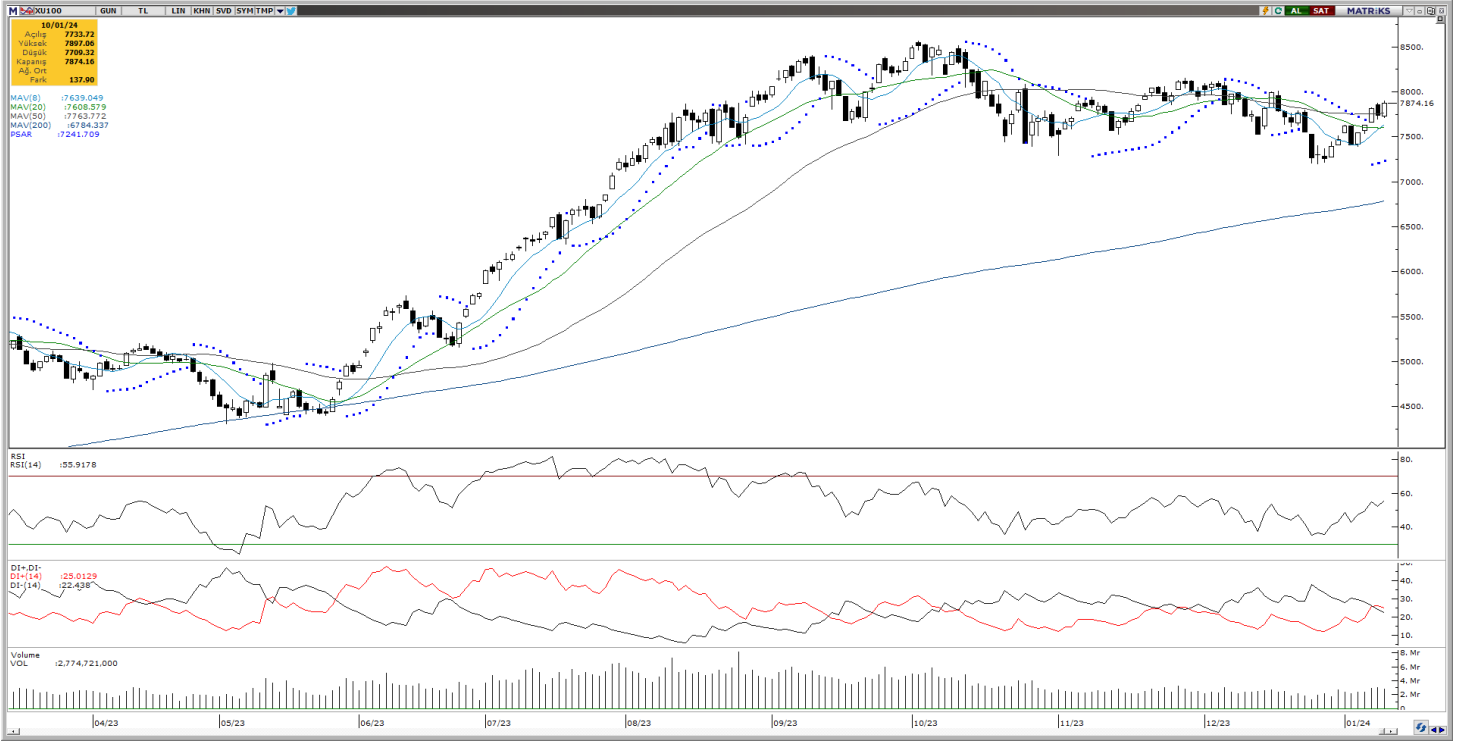 M XU100 GUN TL LIN KHN SVD SYM TMP AL SAT MATRiKS
10/01/24
Açılış 7733.72
Yüksek 7897.06
Düşük 7709.32
Kapanış 7874.16
Ağ. Ort
Fark 137.90
MAV(8) :7639.049
MAV(20) :7608.579
MAV(50) :7763.772
MAV(200) :6784.337
PSAR :7241.709
8500.
8000.
7874.16
7500.
7000.
6500.
6000.
5500.
5000.
4500.
RSI
RSI(14) :55.9178
80.
60.
40.
DI+,DI-
DI+(14) :25.0129
DI-(14) :22.438
40.
30.
20.
10.
Volume
VOL :2,774,721,000
8. Mr
6. Mr
4. Mr
2. Mr
0
04/23 05/23 06/23 07/23 08/23 09/23 10/23 11/23 12/23 01/24